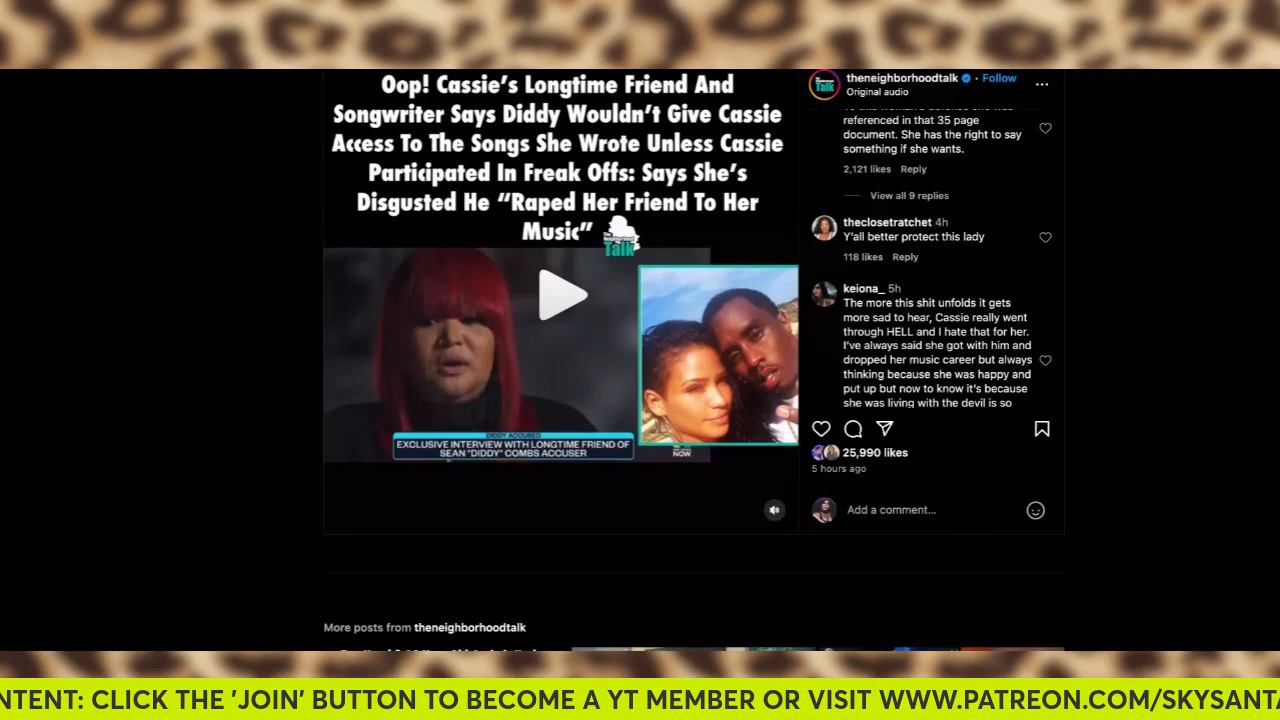 Oop! Cassie's Longtime Friend And
Songwriter Says Diddy Wouldn't Give Cassie
Access To The Songs She Wrote Unless Cassie
Participated In Freak Offs: Says She's
Disgusted He “Raped Her Friend To Her
Music”
The Neighborhood
Talk
DIDDY ACCUSED
EXCLUSIVE INTERVIEW WITH LONGTIME FRIEND OF
SEAN "DIDDY" COMBS ACCUSER
NOW
theneighborhoodtalk • Follow
Original audio
referenced in that 35 page
document. She has the right to say
something if she wants.
2,121 likes Reply
View all 9 replies
theclosetratchet 4h
Y'all better protect this lady
118 likes Reply
keiona_ 5h
The more this shit unfolds it gets
more sad to hear, Cassie really went
through HELL and I hate that for her.
I've always said she got with him and
dropped her music career but always
thinking because she was happy and
put up but now to know it's because
she was living with the devil is so
25,990 likes
5 hours ago
Add a comment...
More posts from theneighborhoodtalk
NTENT: CLICK THE 'JOIN' BUTTON TO BECOME A YT MEMBER OR VISIT WWW.PATREON.COM/SKYSANTA